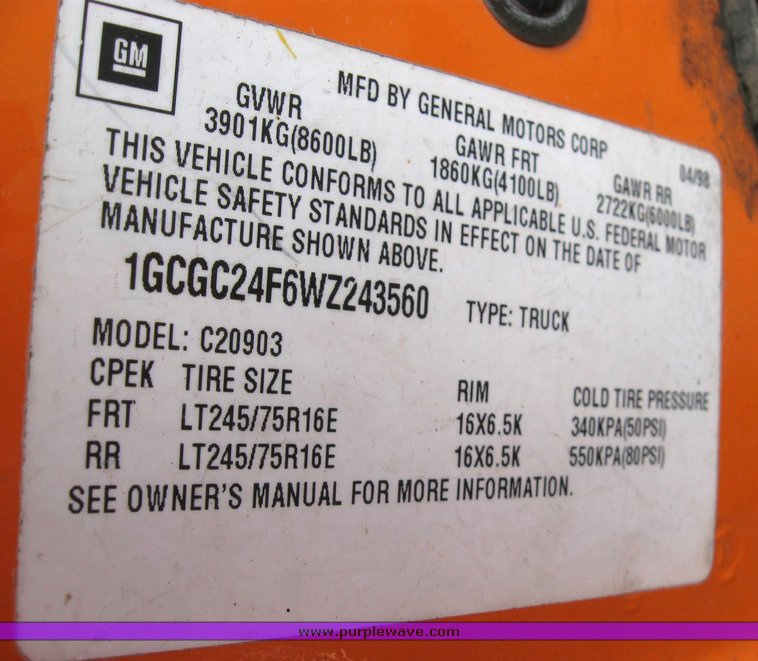 GM
MFD BY GENERAL MOTORS CORP 04/98
GVWR GAWR FRT GAWR RR
3901KG(8600LB) 1860KG(4100LB) 2722KG(6000LB)
THIS VEHICLE CONFORMS TO ALL APPLICABLE U.S. FEDERAL MOTOR
VEHICLE SAFETY STANDARDS IN EFFECT ON THE DATE OF
MANUFACTURE SHOWN ABOVE.
1GCGC24F6WZ243560 TYPE: TRUCK
MODEL: C20903
CPEK TIRE SIZE RIM COLD TIRE PRESSURE
FRT LT245/75R16E 16X6.5K 340KPA(50PSI)
RR LT245/75R16E 16X6.5K 550KPA(80PSI)
SEE OWNER'S MANUAL FOR MORE INFORMATION.
www.purplewave.com